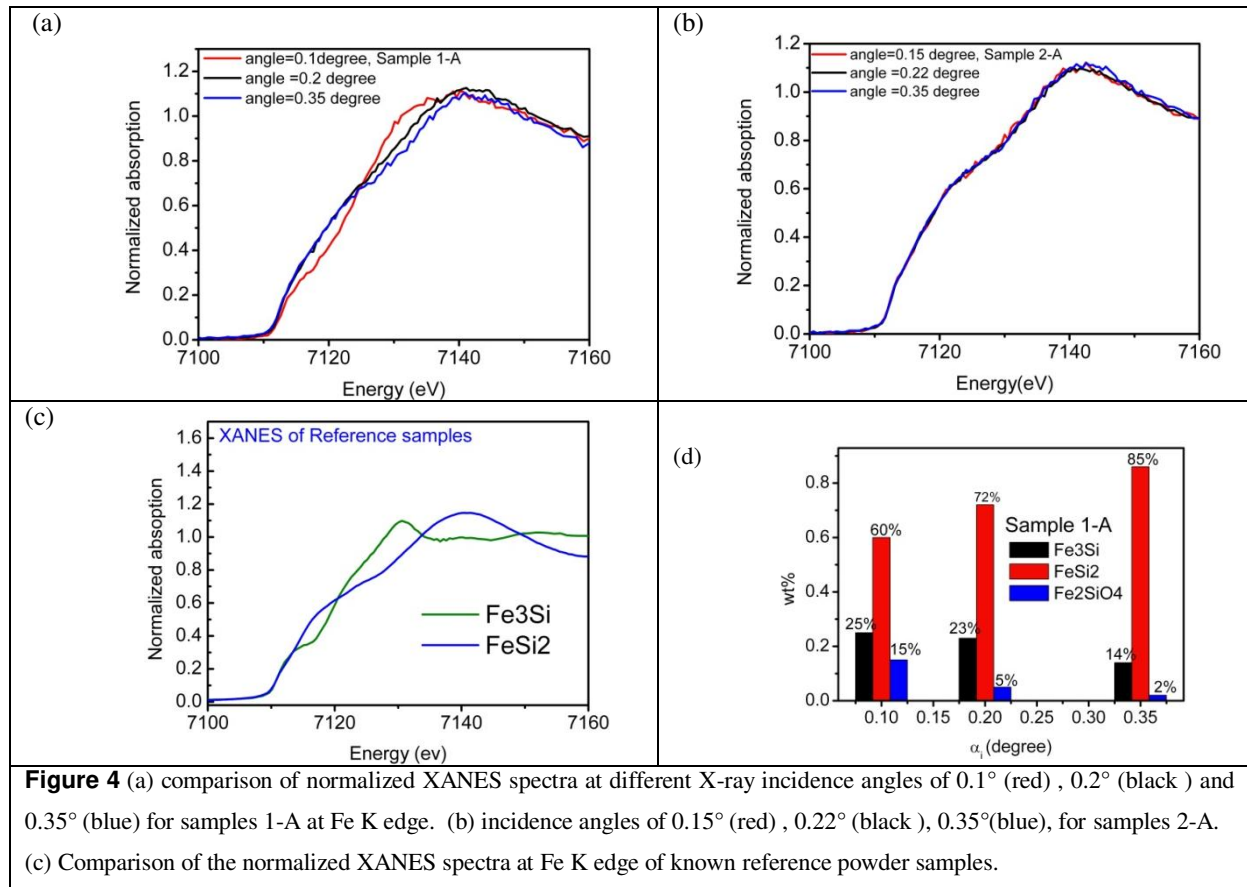 (a)
angle=0.1degree, Sample 1-A
angle =0.2 degree
angle=0.35 degree
1.2
1.0
0.8
0.6
0.4
0.2
0.0
Normalized absorption
7100 7120 7140 7160
Energy (eV)
(b)
angle=0.15 degree, Sample 2-A
angle =0.22 degree
angle =0.35 degree
1.2
1.0
0.8
0.6
0.4
0.2
0.0
Normalized absoption
7100 7120 7140 7160
Energy(eV)
(c)
XANES of Reference samples
1.6
1.4
1.2
1.0
0.8
0.6
0.4
0.2
0.0
Normalized absoption
Fe3Si
FeSi2
7100 7120 7140 7160
Energy (ev)
(d)
0.8
0.6
0.4
0.2
0.0
wt%
Sample 1-A
Fe3Si
FeSi2
Fe2SiO4
25% 60% 15%
23% 72% 5%
14% 85% 2%
0.10 0.15 0.20 0.25 0.30 0.35
αi (degree)
Figure 4 (a) comparison of normalized XANES spectra at different X-ray incidence angles of 0.1° (red) , 0.2° (black ) and
0.35° (blue) for samples 1-A at Fe K edge. (b) incidence angles of 0.15° (red) , 0.22° (black ), 0.35°(blue), for samples 2-A.
(c) Comparison of the normalized XANES spectra at Fe K edge of known reference powder samples.